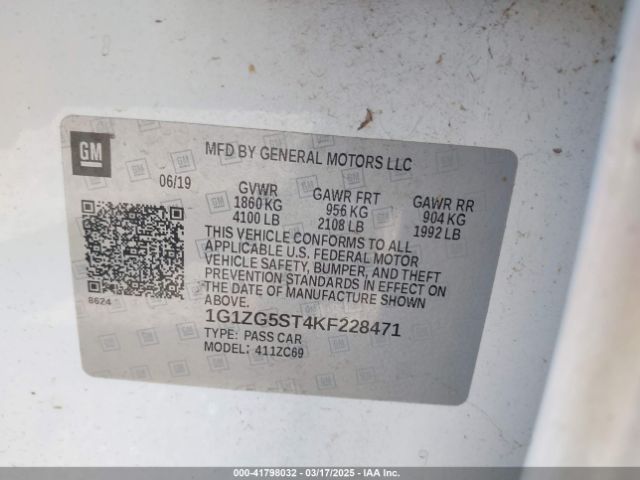 GM
MFD BY GENERAL MOTORS LLC
06/19
GVWR GAWR FRT GAWR RR
1860 KG 956 KG 904 KG
4100 LB 2108 LB 1992 LB
THIS VEHICLE CONFORMS TO ALL
APPLICABLE U.S. FEDERAL MOTOR
VEHICLE SAFETY, BUMPER, AND THEFT
PREVENTION STANDARDS IN EFFECT ON
THE DATE OF MANUFACTURE SHOWN
ABOVE.
8624
1G1ZG5ST4KF228471
TYPE: PASS CAR
MODEL: 411ZC69
000-41798032 - 03/17/2025 - IAA Inc.